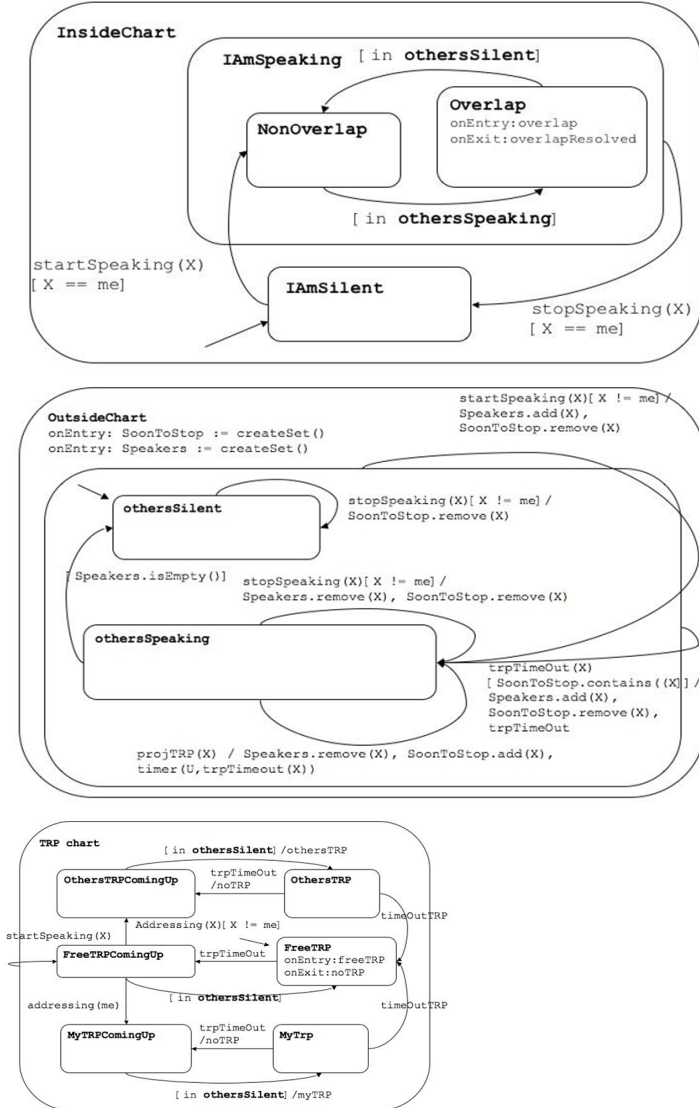 InsideChart
IAmSpeaking
[ in othersSilent]
NonOverlap
Overlap
onEntry:overlap
onExit:overlapResolved
[ in othersSpeaking]
startSpeaking(X)
[ X == me]
IAmSilent
stopSpeaking(X)
[ X == me]
startSpeaking(X)[ X != me] /
Speakers.add(X),
SoonToStop.remove(X)
OutsideChart
onEntry: SoonToStop := createSet()
onEntry: Speakers := createSet()
othersSilent
stopSpeaking(X)[ X != me] /
SoonToStop.remove(X)
[ Speakers.isEmpty()]
stopSpeaking(X)[ X != me] /
Speakers.remove(X), SoonToStop.remove(X)
othersSpeaking
trpTimeOut(X)
[ SoonToStop.contains((X)] /
Speakers.add(X),
SoonToStop.remove(X),
trpTimeOut
projTRP(X) / Speakers.remove(X), SoonToStop.add(X),
timer(U,trpTimeout(X))
TRP chart
[ in othersSilent] /othersTRP
OthersTRPComingUp
trpTimeOut
/noTRP
OthersTRP
timeOutTRP
startSpeaking(X)
Addressing(X)[ X != me]
FreeTRPComingUp
trpTimeOut
FreeTRP
onEntry:freeTRP
onExit:noTRP
[ in othersSilent]
addressing(me)
timeOutTRP
MyTRPComingUp
trpTimeOut
/noTRP
MyTrp
[ in othersSilent] /myTRP